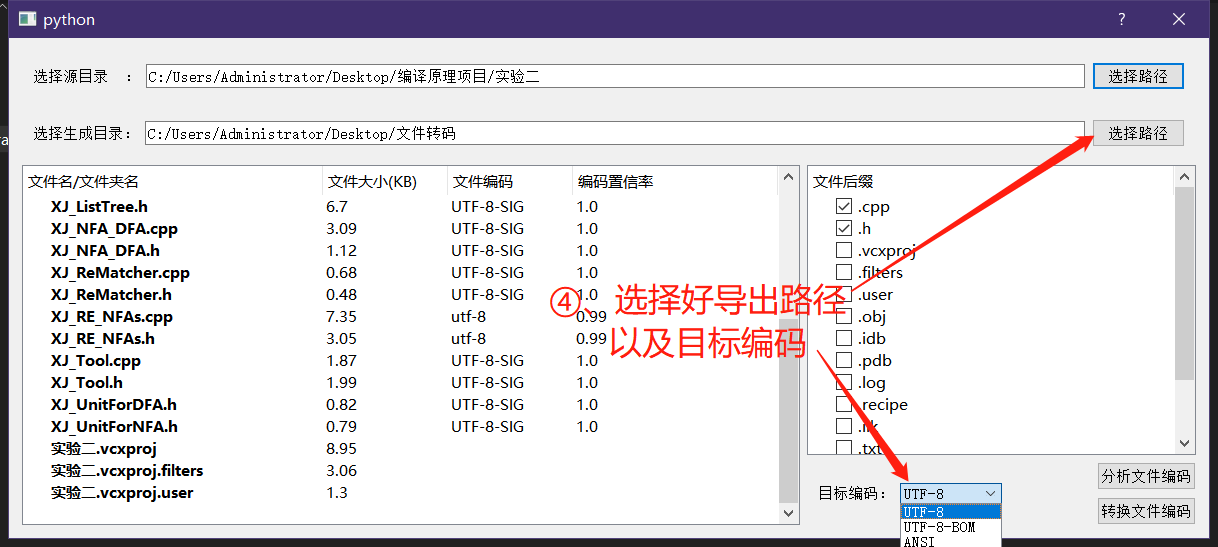 python
?
选择源目录 ：
C:/Users/Administrator/Desktop/编译原理项目/实验二
选择路径
选择生成目录：
C:/Users/Administrator/Desktop/文件转码
选择路径
文件名/文件夹名 文件大小(KB) 文件编码 编码置信率
XJ_ListTree.h 6.7 UTF-8-SIG 1.0
XJ_NFA_DFA.cpp 3.09 UTF-8-SIG 1.0
XJ_NFA_DFA.h 1.12 UTF-8-SIG 1.0
XJ_ReMatcher.cpp 0.68 UTF-8-SIG 1.0
XJ_ReMatcher.h 0.48 UTF-8-SIG 1.0
XJ_RE_NFAs.cpp 7.35 utf-8 0.99
XJ_RE_NFAs.h 3.05 utf-8 0.99
XJ_Tool.cpp 1.87 UTF-8-SIG 1.0
XJ_Tool.h 1.99 UTF-8-SIG 1.0
XJ_UnitForDFA.h 0.82 UTF-8-SIG 1.0
XJ_UnitForNFA.h 0.79 UTF-8-SIG 1.0
实验二.vcxproj 8.95
实验二.vcxproj.filters 3.06
实验二.vcxproj.user 1.3
文件后缀
.cpp
.h
.vcxproj
.filters
.user
.obj
.idb
.pdb
.log
.recipe
.ilk
.txt
④、选择好导出路径
以及目标编码
目标编码：
UTF-8
UTF-8
UTF-8-BOM
ANSI
分析文件编码
转换文件编码